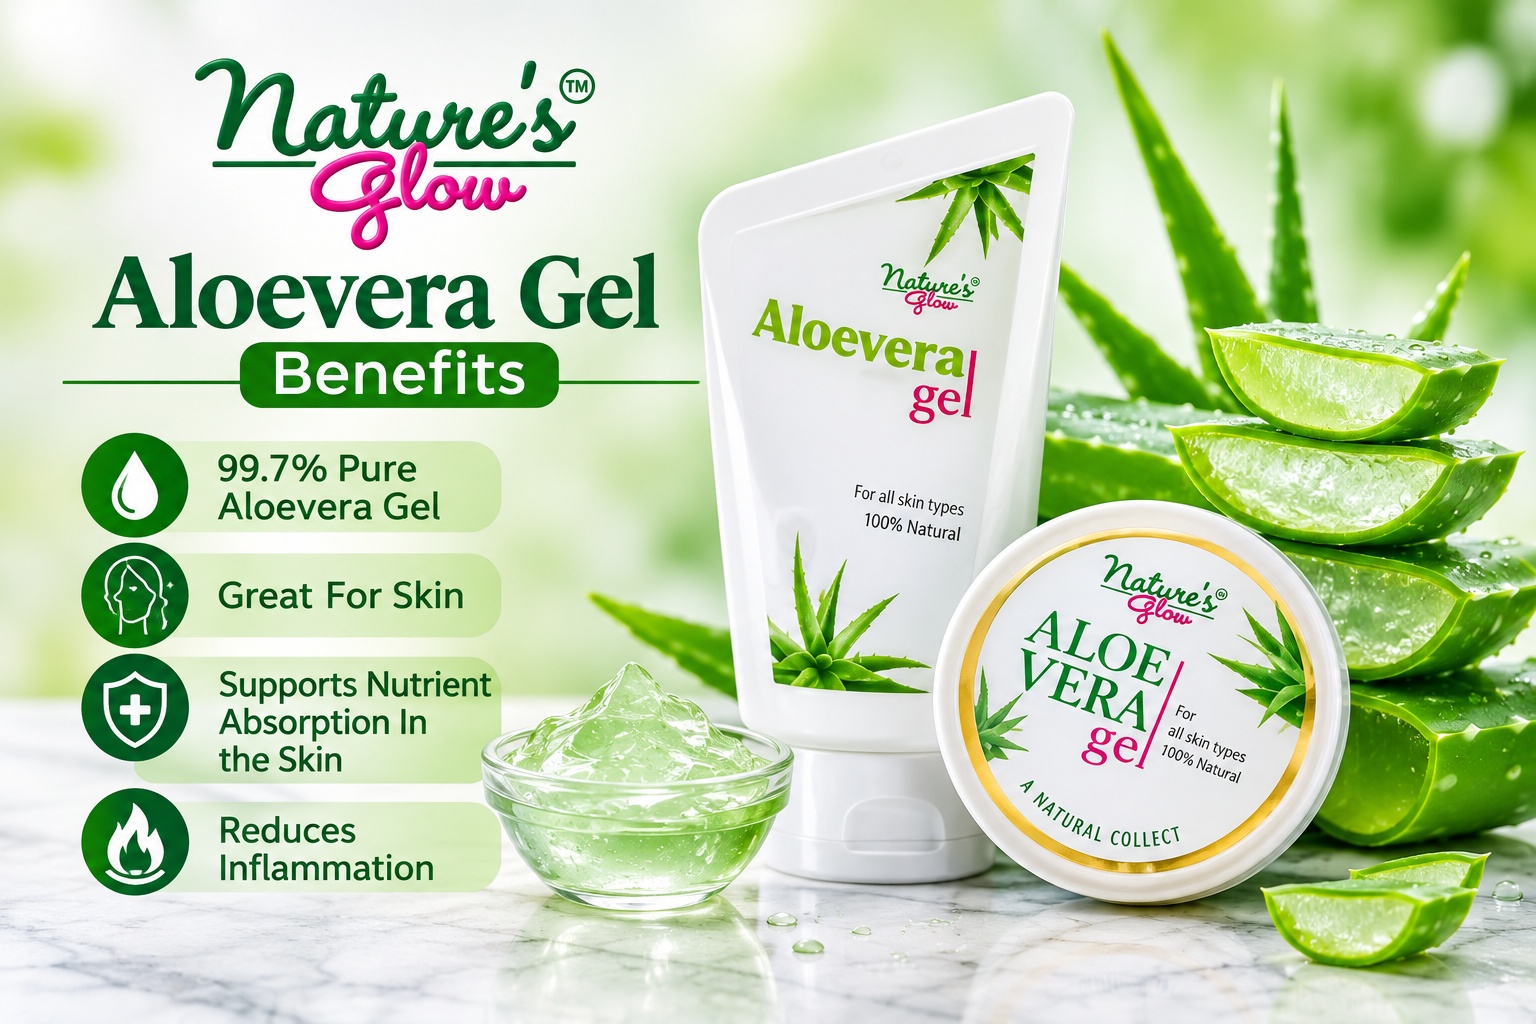 Nature's™
Glow
Aloevera Gel
Benefits
99.7% Pure
Aloevera Gel
Great For Skin
Supports Nutrient
Absorption In
the Skin
Reduces
Inflammation
Nature's
Glow
Aloevera
gel
For all skin types
100% Natural
Nature's
Glow
ALOE
VERA
gel
For
all skin types
100% Natural
A NATURAL COLLECT